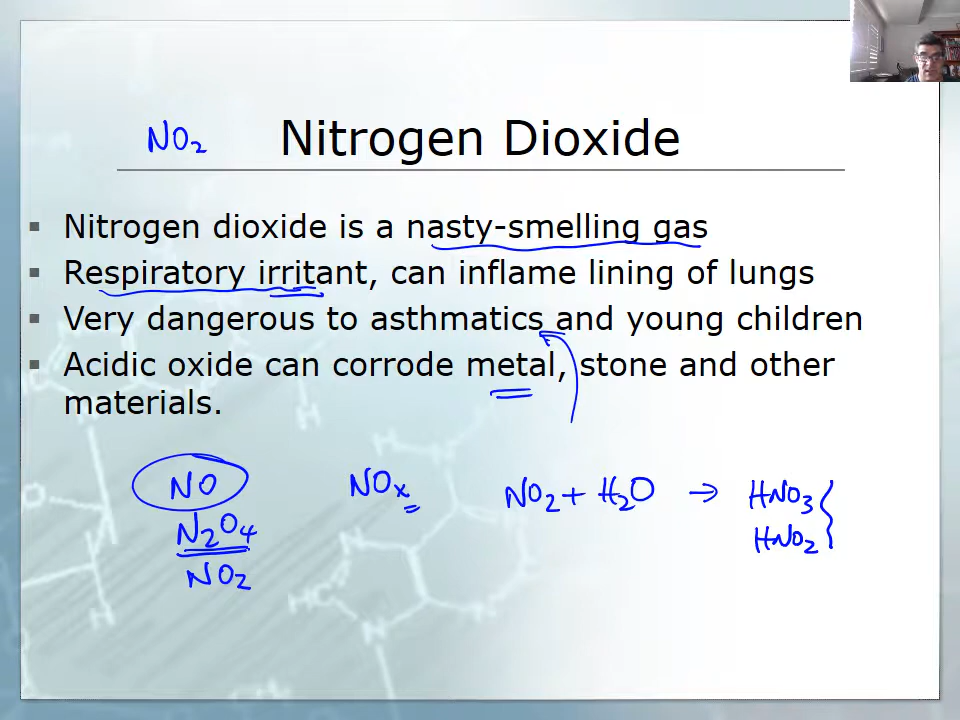 NO₂ Nitrogen Dioxide
▪ Nitrogen dioxide is a nasty-smelling gas
▪ Respiratory irritant, can inflame lining of lungs
▪ Very dangerous to asthmatics and young children
▪ Acidic oxide can corrode metal, stone and other
materials.
NO NOx NO₂ + H₂O → HNO₃
N₂O₄ HNO₂
NO₂